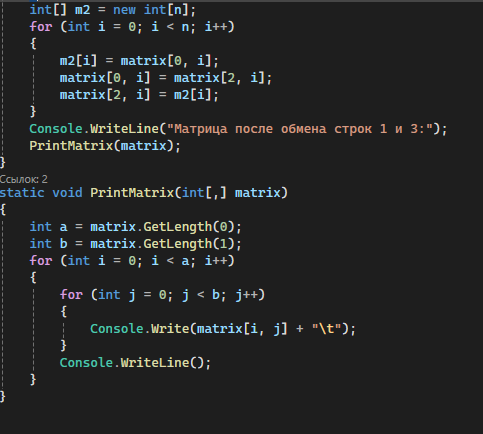 int[] m2 = new int[n];
for (int i = 0; i < n; i++)
{
m2[i] = matrix[0, i];
matrix[0, i] = matrix[2, i];
matrix[2, i] = m2[i];
}
Console.WriteLine("Матрица после обмена строк 1 и 3:");
PrintMatrix(matrix);
}
Ссылок: 2
static void PrintMatrix(int[,] matrix)
{
int a = matrix.GetLength(0);
int b = matrix.GetLength(1);
for (int i = 0; i < a; i++)
{
for (int j = 0; j < b; j++)
{
Console.Write(matrix[i, j] + "\t");
}
Console.WriteLine();
}
}